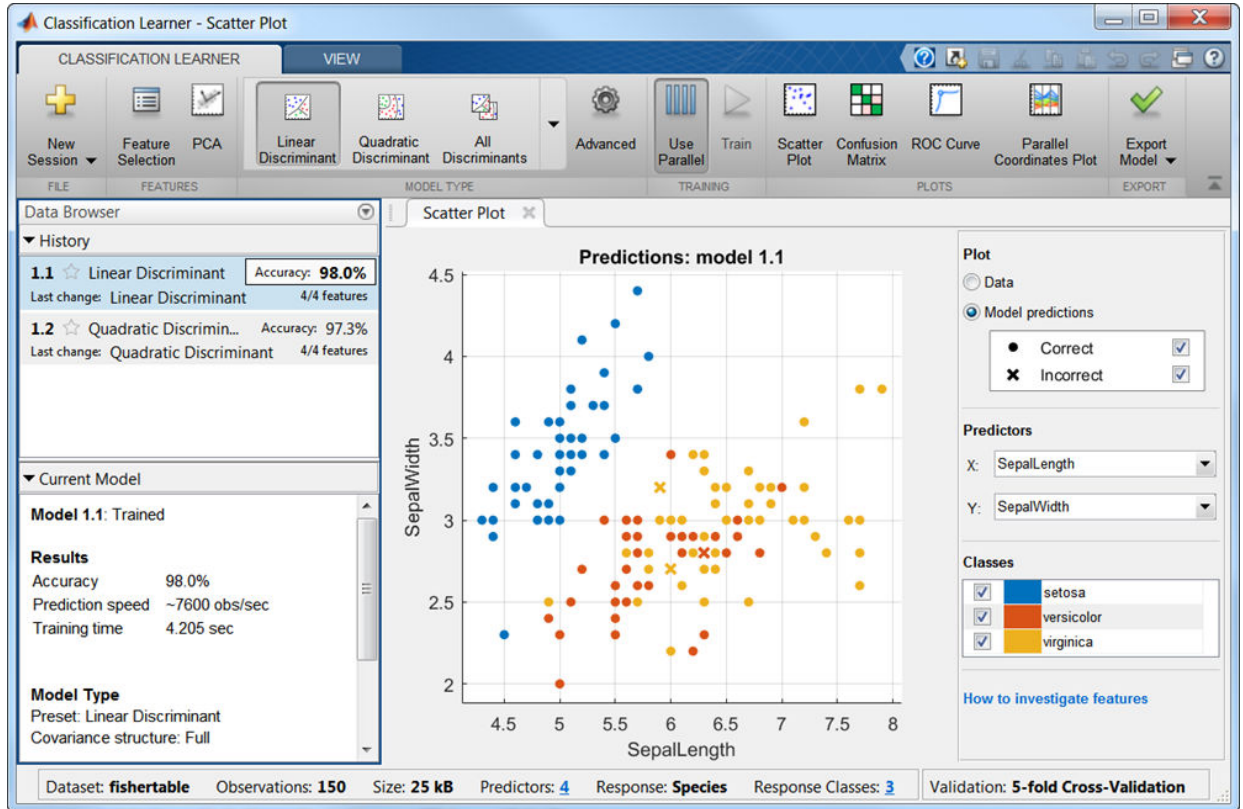 Classification Learner - Scatter Plot
CLASSIFICATION LEARNER VIEW
New Session
Feature Selection
PCA
Linear Discriminant
Quadratic Discriminant
All Discriminants
Advanced
Use Parallel
Train
Scatter Plot
Confusion Matrix
ROC Curve
Parallel Coordinates Plot
Export Model
FILE FEATURES MODEL TYPE TRAINING PLOTS EXPORT
Data Browser
History
1.1 Linear Discriminant Accuracy: 98.0%
Last change: Linear Discriminant 4/4 features
1.2 Quadratic Discrimin... Accuracy: 97.3%
Last change: Quadratic Discriminant 4/4 features
Current Model
Model 1.1: Trained
Results
Accuracy 98.0%
Prediction speed ~7600 obs/sec
Training time 4.205 sec
Model Type
Preset: Linear Discriminant
Covariance structure: Full
Scatter Plot
Predictions: model 1.1
4.5
4
3.5
3
2.5
2
SepalWidth
4.5 5 5.5 6 6.5 7 7.5 8
SepalLength
Plot
Data
Model predictions
Correct
Incorrect
Predictors
X: SepalLength
Y: SepalWidth
Classes
setosa
versicolor
virginica
How to investigate features
Dataset: fishertable Observations: 150 Size: 25 kB Predictors: 4 Response: Species Response Classes: 3 Validation: 5-fold Cross-Validation